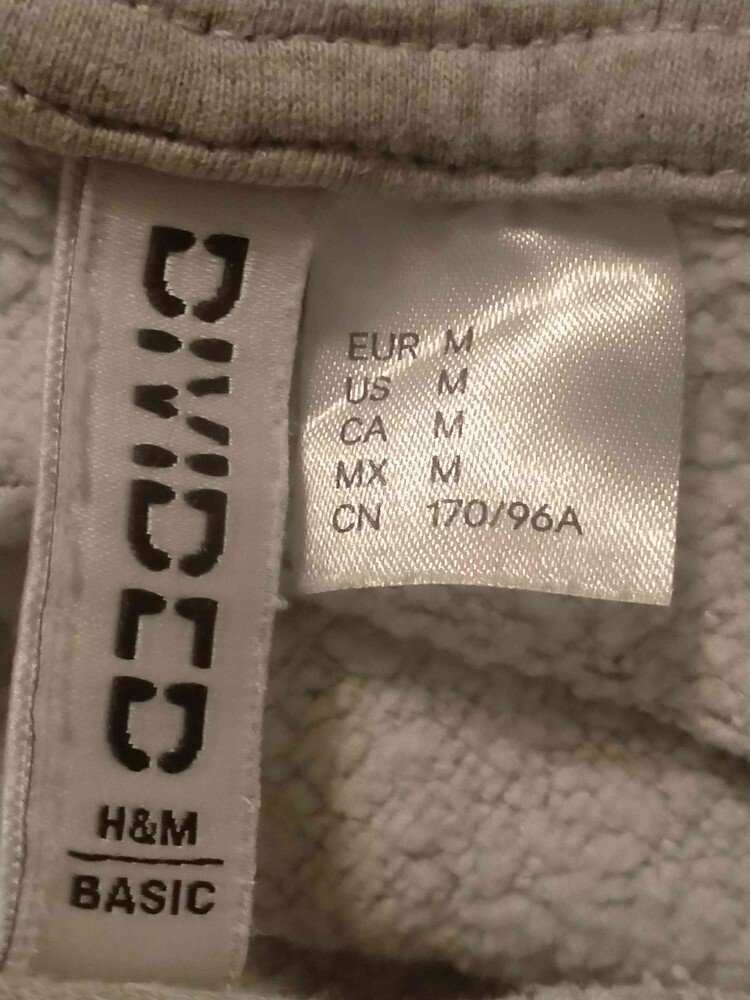 DIVIDED
H&M
BASIC
EUR M
US M
CA M
MX M
CN 170/96A